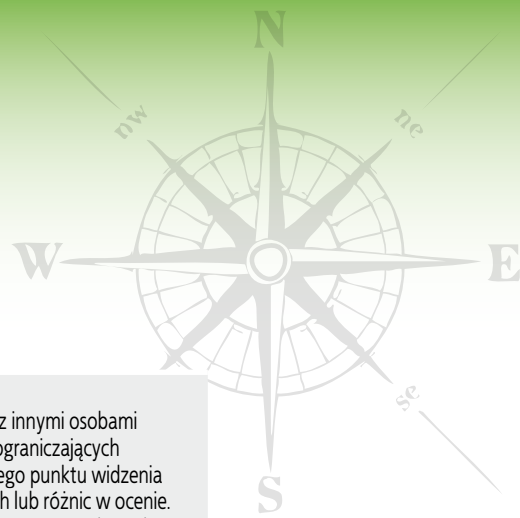 N
nw
ne
W
E
se
S
z innymi osobami
ograniczających
ego punktu widzenia
h lub różnic w ocenie.